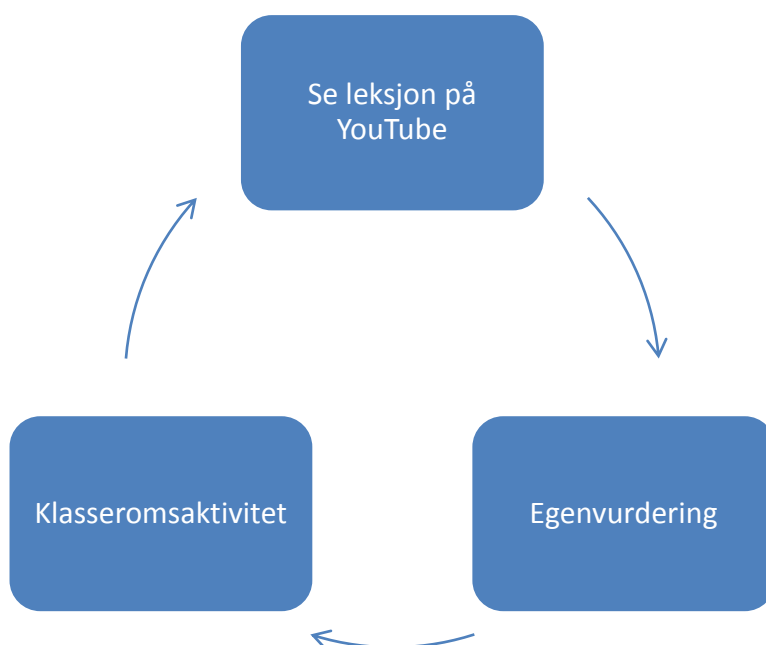 Se leksjon på
YouTube
Klasseromsaktivitet
Egenvurdering